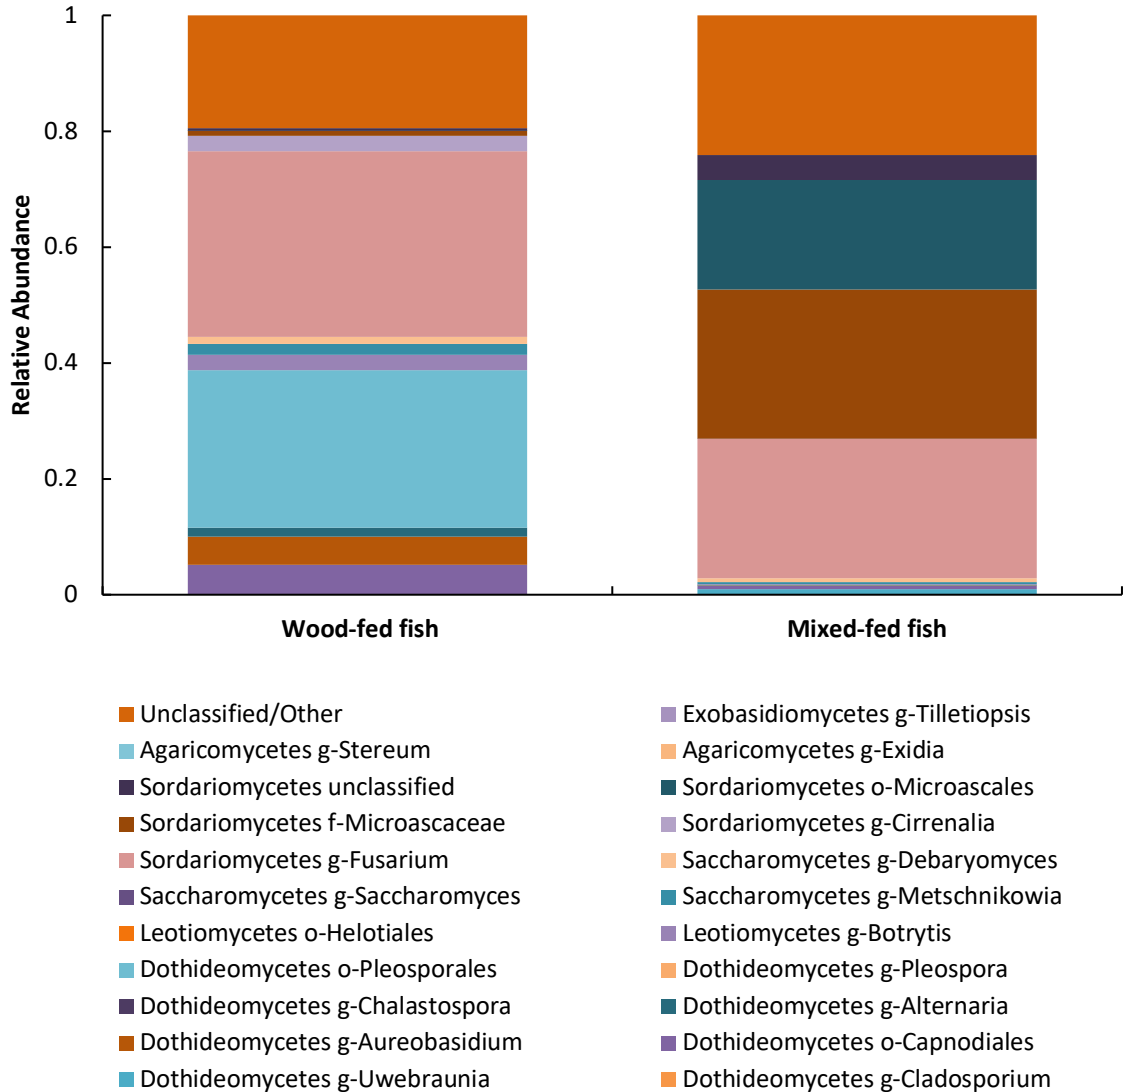 1
0.8
0.6
0.4
0.2
0
Relative Abundance
Wood-fed fish
Mixed-fed fish
Unclassified/Other
Exobasidiomycetes g-Tilletiopsis
Agaricomycetes g-Stereum
Agaricomycetes g-Exidia
Sordariomycetes unclassified
Sordariomycetes o-Microascales
Sordariomycetes f-Microascaceae
Sordariomycetes g-Cirrenalia
Sordariomycetes g-Fusarium
Saccharomycetes g-Debaryomyces
Saccharomycetes g-Saccharomyces
Saccharomycetes g-Metschnikowia
Leotiomycetes o-Helotiales
Leotiomycetes g-Botrytis
Dothideomycetes o-Pleosporales
Dothideomycetes g-Pleospora
Dothideomycetes g-Chalastospora
Dothideomycetes g-Alternaria
Dothideomycetes g-Aureobasidium
Dothideomycetes o-Capnodiales
Dothideomycetes g-Uwebraunia
Dothideomycetes g-Cladosporium